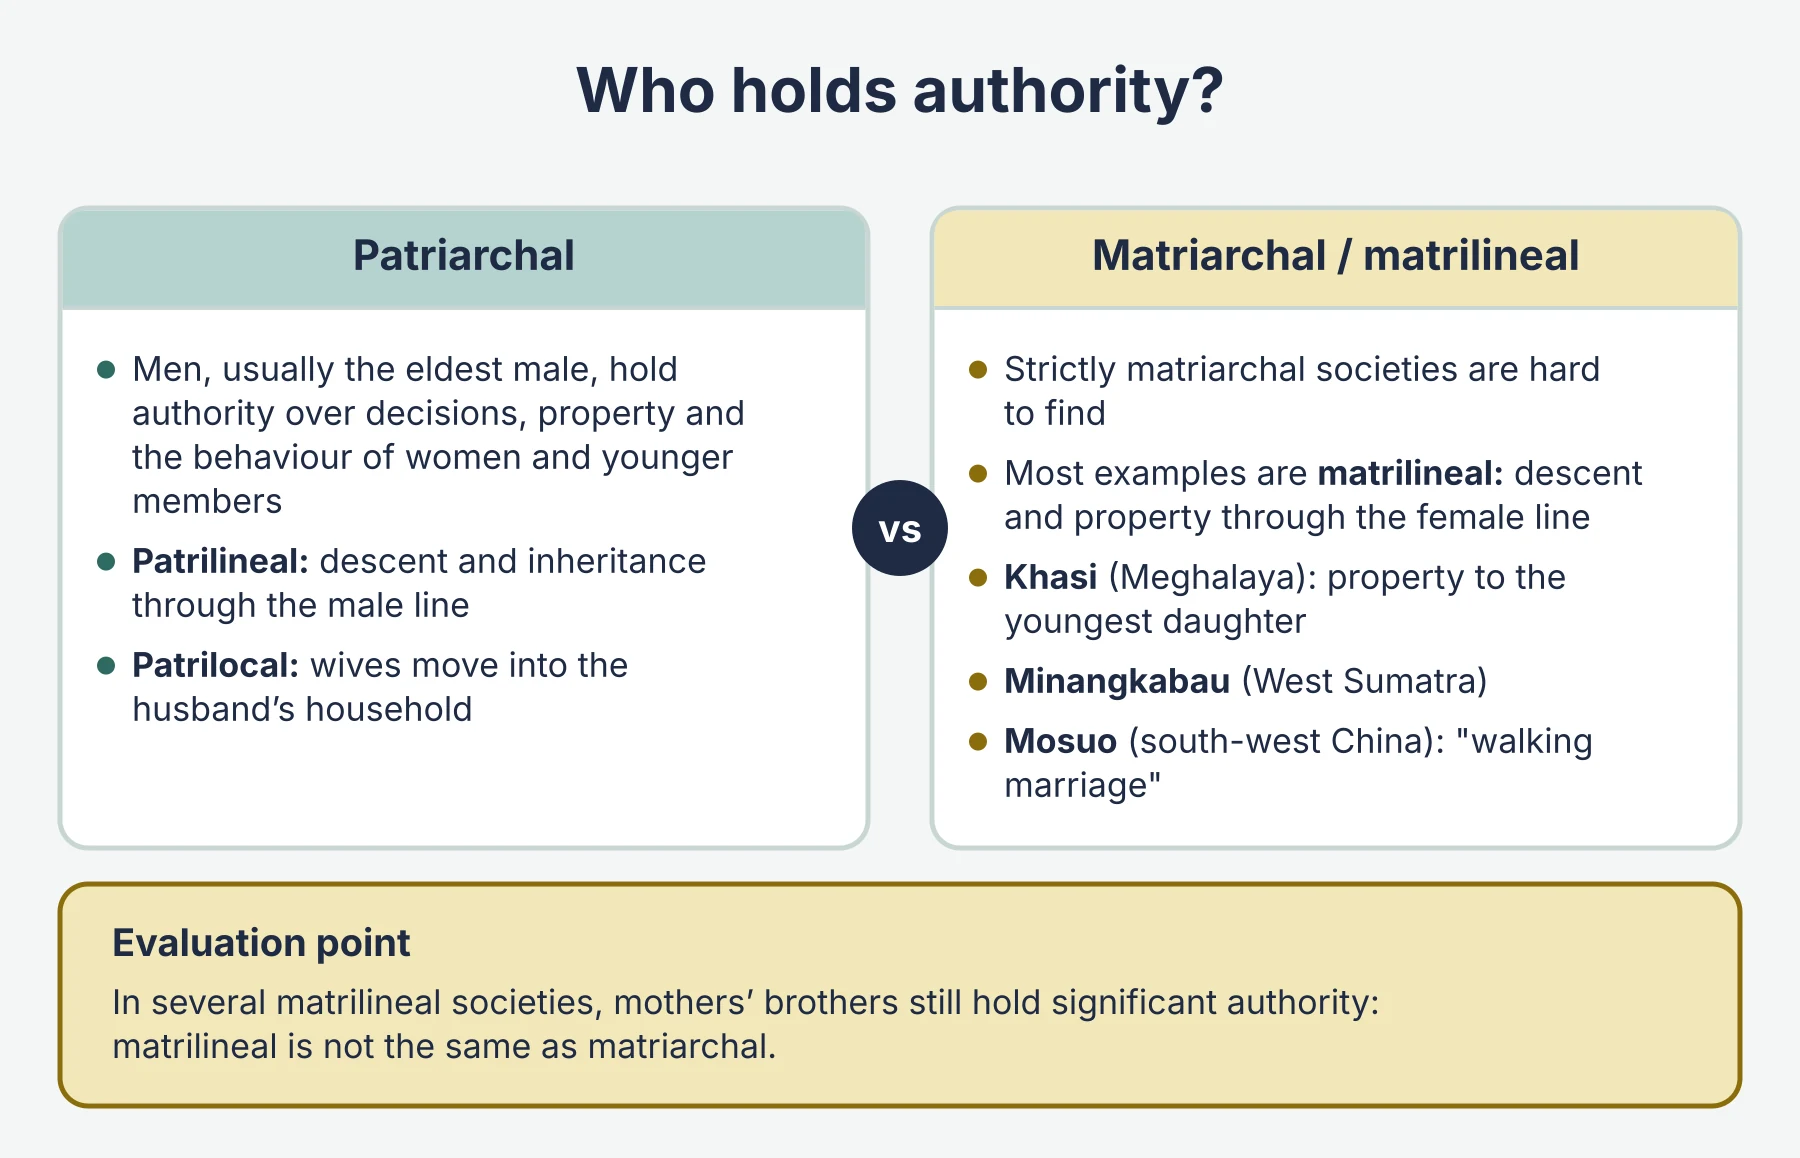 Who holds authority?
Patriarchal
Men, usually the eldest male, hold
authority over decisions, property and
the behaviour of women and younger
members
Patrilineal: descent and inheritance
through the male line
Patrilocal: wives move into the
husband’s household
vs
Matriarchal / matrilineal
Strictly matriarchal societies are hard
to find
Most examples are matrilineal: descent
and property through the female line
Khasi (Meghalaya): property to the
youngest daughter
Minangkabau (West Sumatra)
Mosuo (south-west China): "walking
marriage"
Evaluation point
In several matrilineal societies, mothers’ brothers still hold significant authority:
matrilineal is not the same as matriarchal.